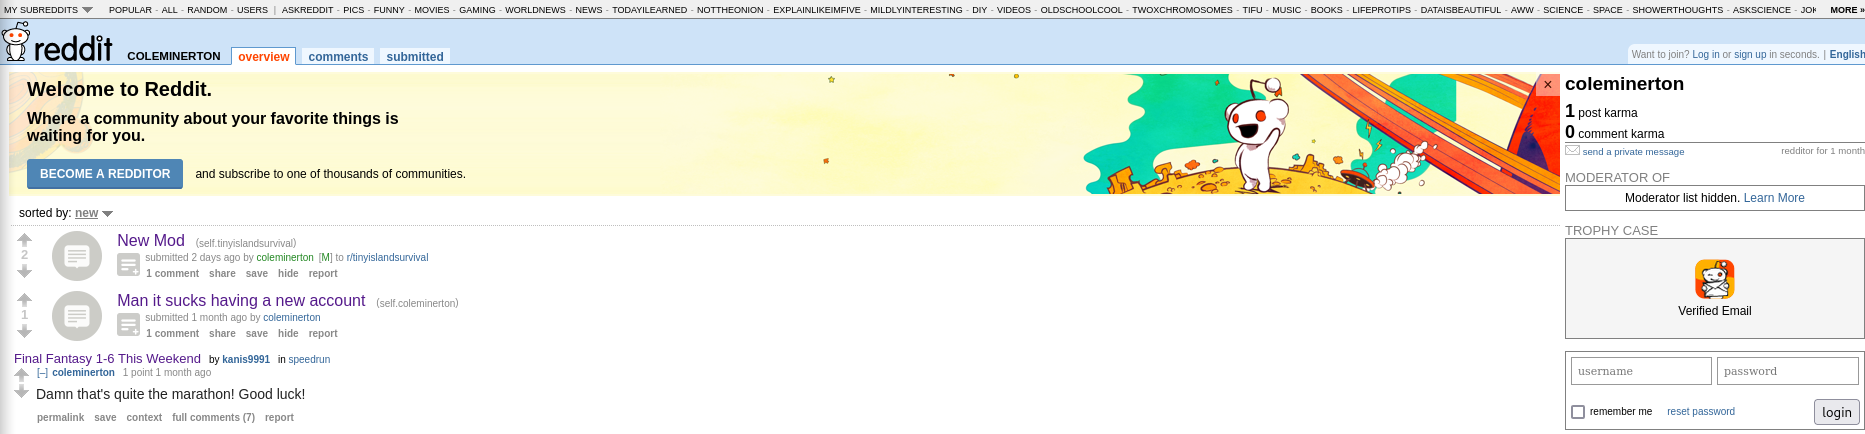 MY SUBREDDITS POPULAR - ALL - RANDOM - USERS | ASKREDDIT - PICS - FUNNY - MOVIES - GAMING - WORLDNEWS - NEWS - TODAYILEARNED - NOTTHEONION - EXPLAINLIKEIMFIVE - MILDLYINTERESTING - DIY - VIDEOS - OLDSCHOOLCOOL - TWOXCHROMOSOMES - TIFU - MUSIC - BOOKS - LIFEPROTIPS - DATAISBEAUTIFUL - AWW - SCIENCE - SPACE - SHOWERTHOUGHTS - ASKSCIENCE - JOK MORE »
reddit COLEMINERTON overview comments submitted
Want to join? Log in or sign up in seconds. | English
Welcome to Reddit.
Where a community about your favorite things is
waiting for you.
BECOME A REDDITOR and subscribe to one of thousands of communities.
×
sorted by: new
2
New Mod (self.tinyislandsurvival)
submitted 2 days ago by coleminerton [M] to r/tinyislandsurvival
1 comment share save hide report
1
Man it sucks having a new account (self.coleminerton)
submitted 1 month ago by coleminerton
1 comment share save hide report
Final Fantasy 1-6 This Weekend by kanis9991 in speedrun
[–] coleminerton 1 point 1 month ago
Damn that's quite the marathon! Good luck!
permalink save context full comments (7) report
coleminerton
1 post karma
0 comment karma
send a private message redditor for 1 month
MODERATOR OF
Moderator list hidden. Learn More
TROPHY CASE
Verified Email
username password
remember me reset password login